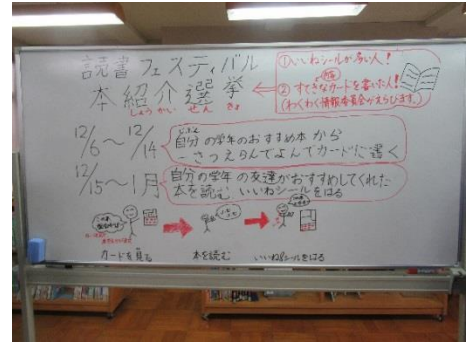 読書フェスティバル
本紹介選挙
しょうかい せん きょ
①いいねシールが多い人!
内容
②すてきなカードを書いた人!
(わくわく情報委員会がえらびます。)
12/6〜12/14
じぶん
自分の学年のおすすめ本から
一さつえらんでよんでカードに書く
12/15〜1月
自分の学年の友達がおすすめしてくれた
本を読む いいねシールをはる
カードを見る
本を読む
いいねシールをはる